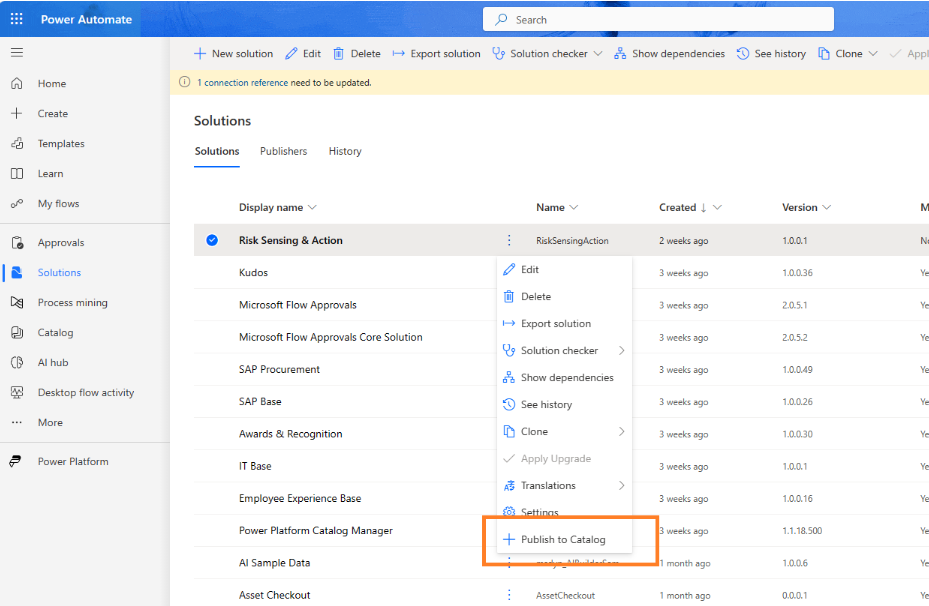 Power Automate
Search
New solution Edit Delete Export solution Solution checker Show dependencies See history Clone Appl
1 connection reference need to be updated.
Home
Create
Templates
Learn
My flows
Approvals
Solutions
Process mining
Catalog
AI hub
Desktop flow activity
More
Power Platform
Solutions
Solutions Publishers History
Display name Name Created ↓ Version M
Risk Sensing & Action RiskSensingAction 2 weeks ago 1.0.0.1 No
Kudos 3 weeks ago 1.0.0.36 Ye
Microsoft Flow Approvals 3 weeks ago 2.0.5.1 Ye
Microsoft Flow Approvals Core Solution 3 weeks ago 2.0.5.2 Ye
SAP Procurement 3 weeks ago 1.0.0.49 Ye
SAP Base 3 weeks ago 1.0.0.26 Ye
Awards & Recognition 3 weeks ago 1.0.0.30 Ye
IT Base 3 weeks ago 1.0.0.1 Ye
Employee Experience Base 3 weeks ago 1.0.0.16 Ye
Power Platform Catalog Manager 3 weeks ago 1.1.18.500 Ye
AI Sample Data 1 month ago 1.0.0.6 Ye
Asset Checkout AssetCheckout 1 month ago 0.0.0.1 Ye
Edit
Delete
Export solution
Solution checker
Show dependencies
See history
Clone
Apply Upgrade
Translations
Settings
Publish to Catalog